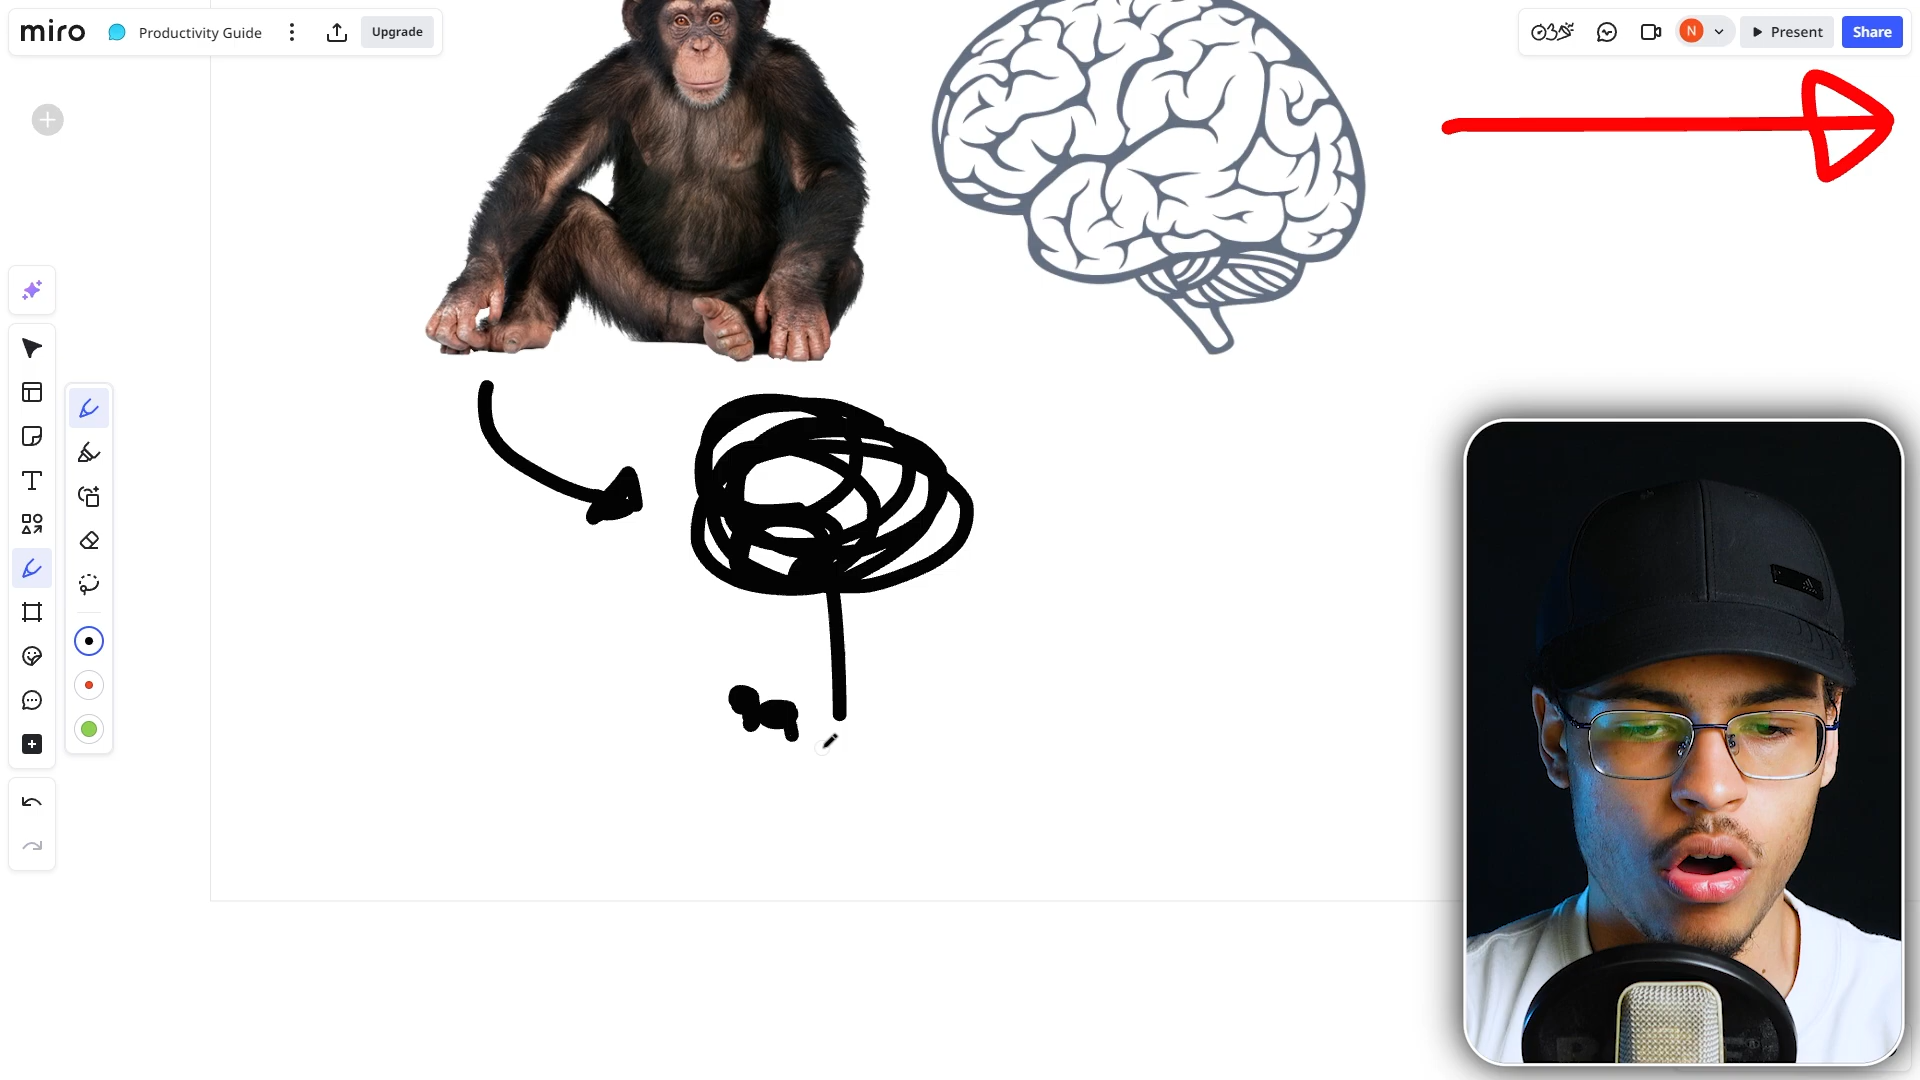 miro
Productivity Guide
Upgrade
N
Present
Share